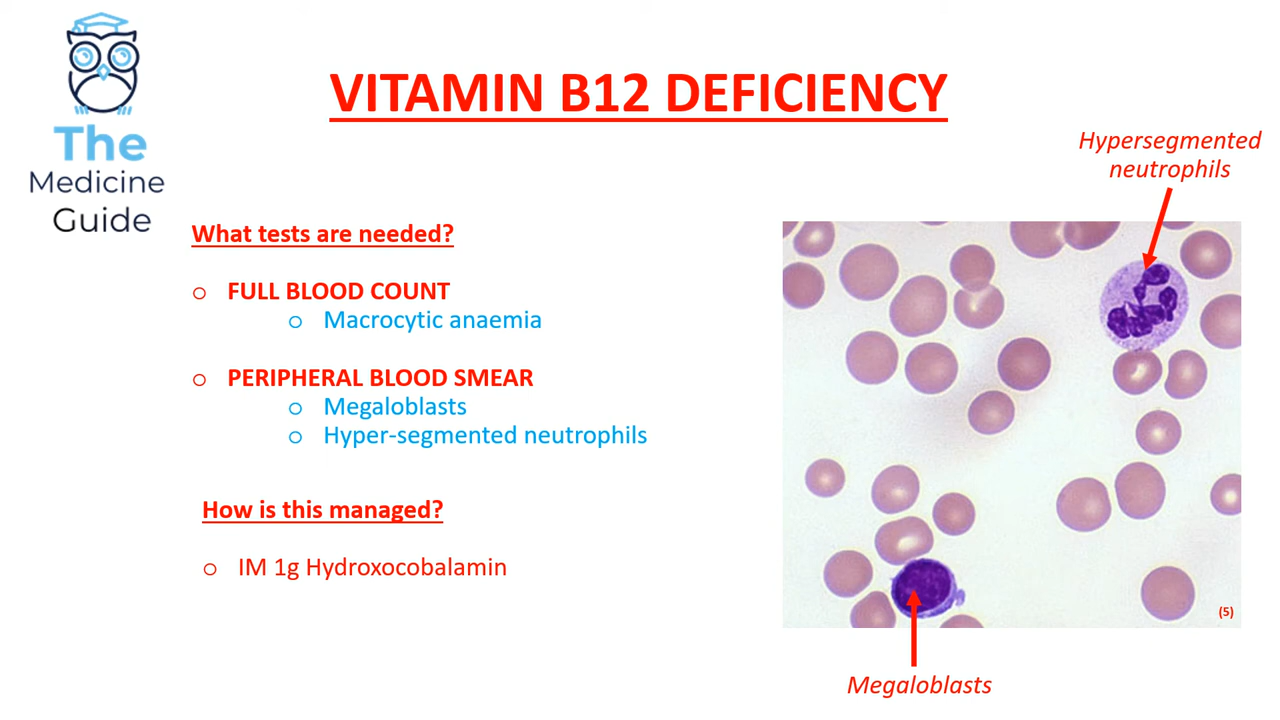 The
Medicine
Guide
VITAMIN B12 DEFICIENCY
Hypersegmented
neutrophils
What tests are needed?
o FULL BLOOD COUNT
o Macrocytic anaemia
o PERIPHERAL BLOOD SMEAR
o Megaloblasts
o Hyper-segmented neutrophils
How is this managed?
o IM 1g Hydroxocobalamin
(5)
Megaloblasts